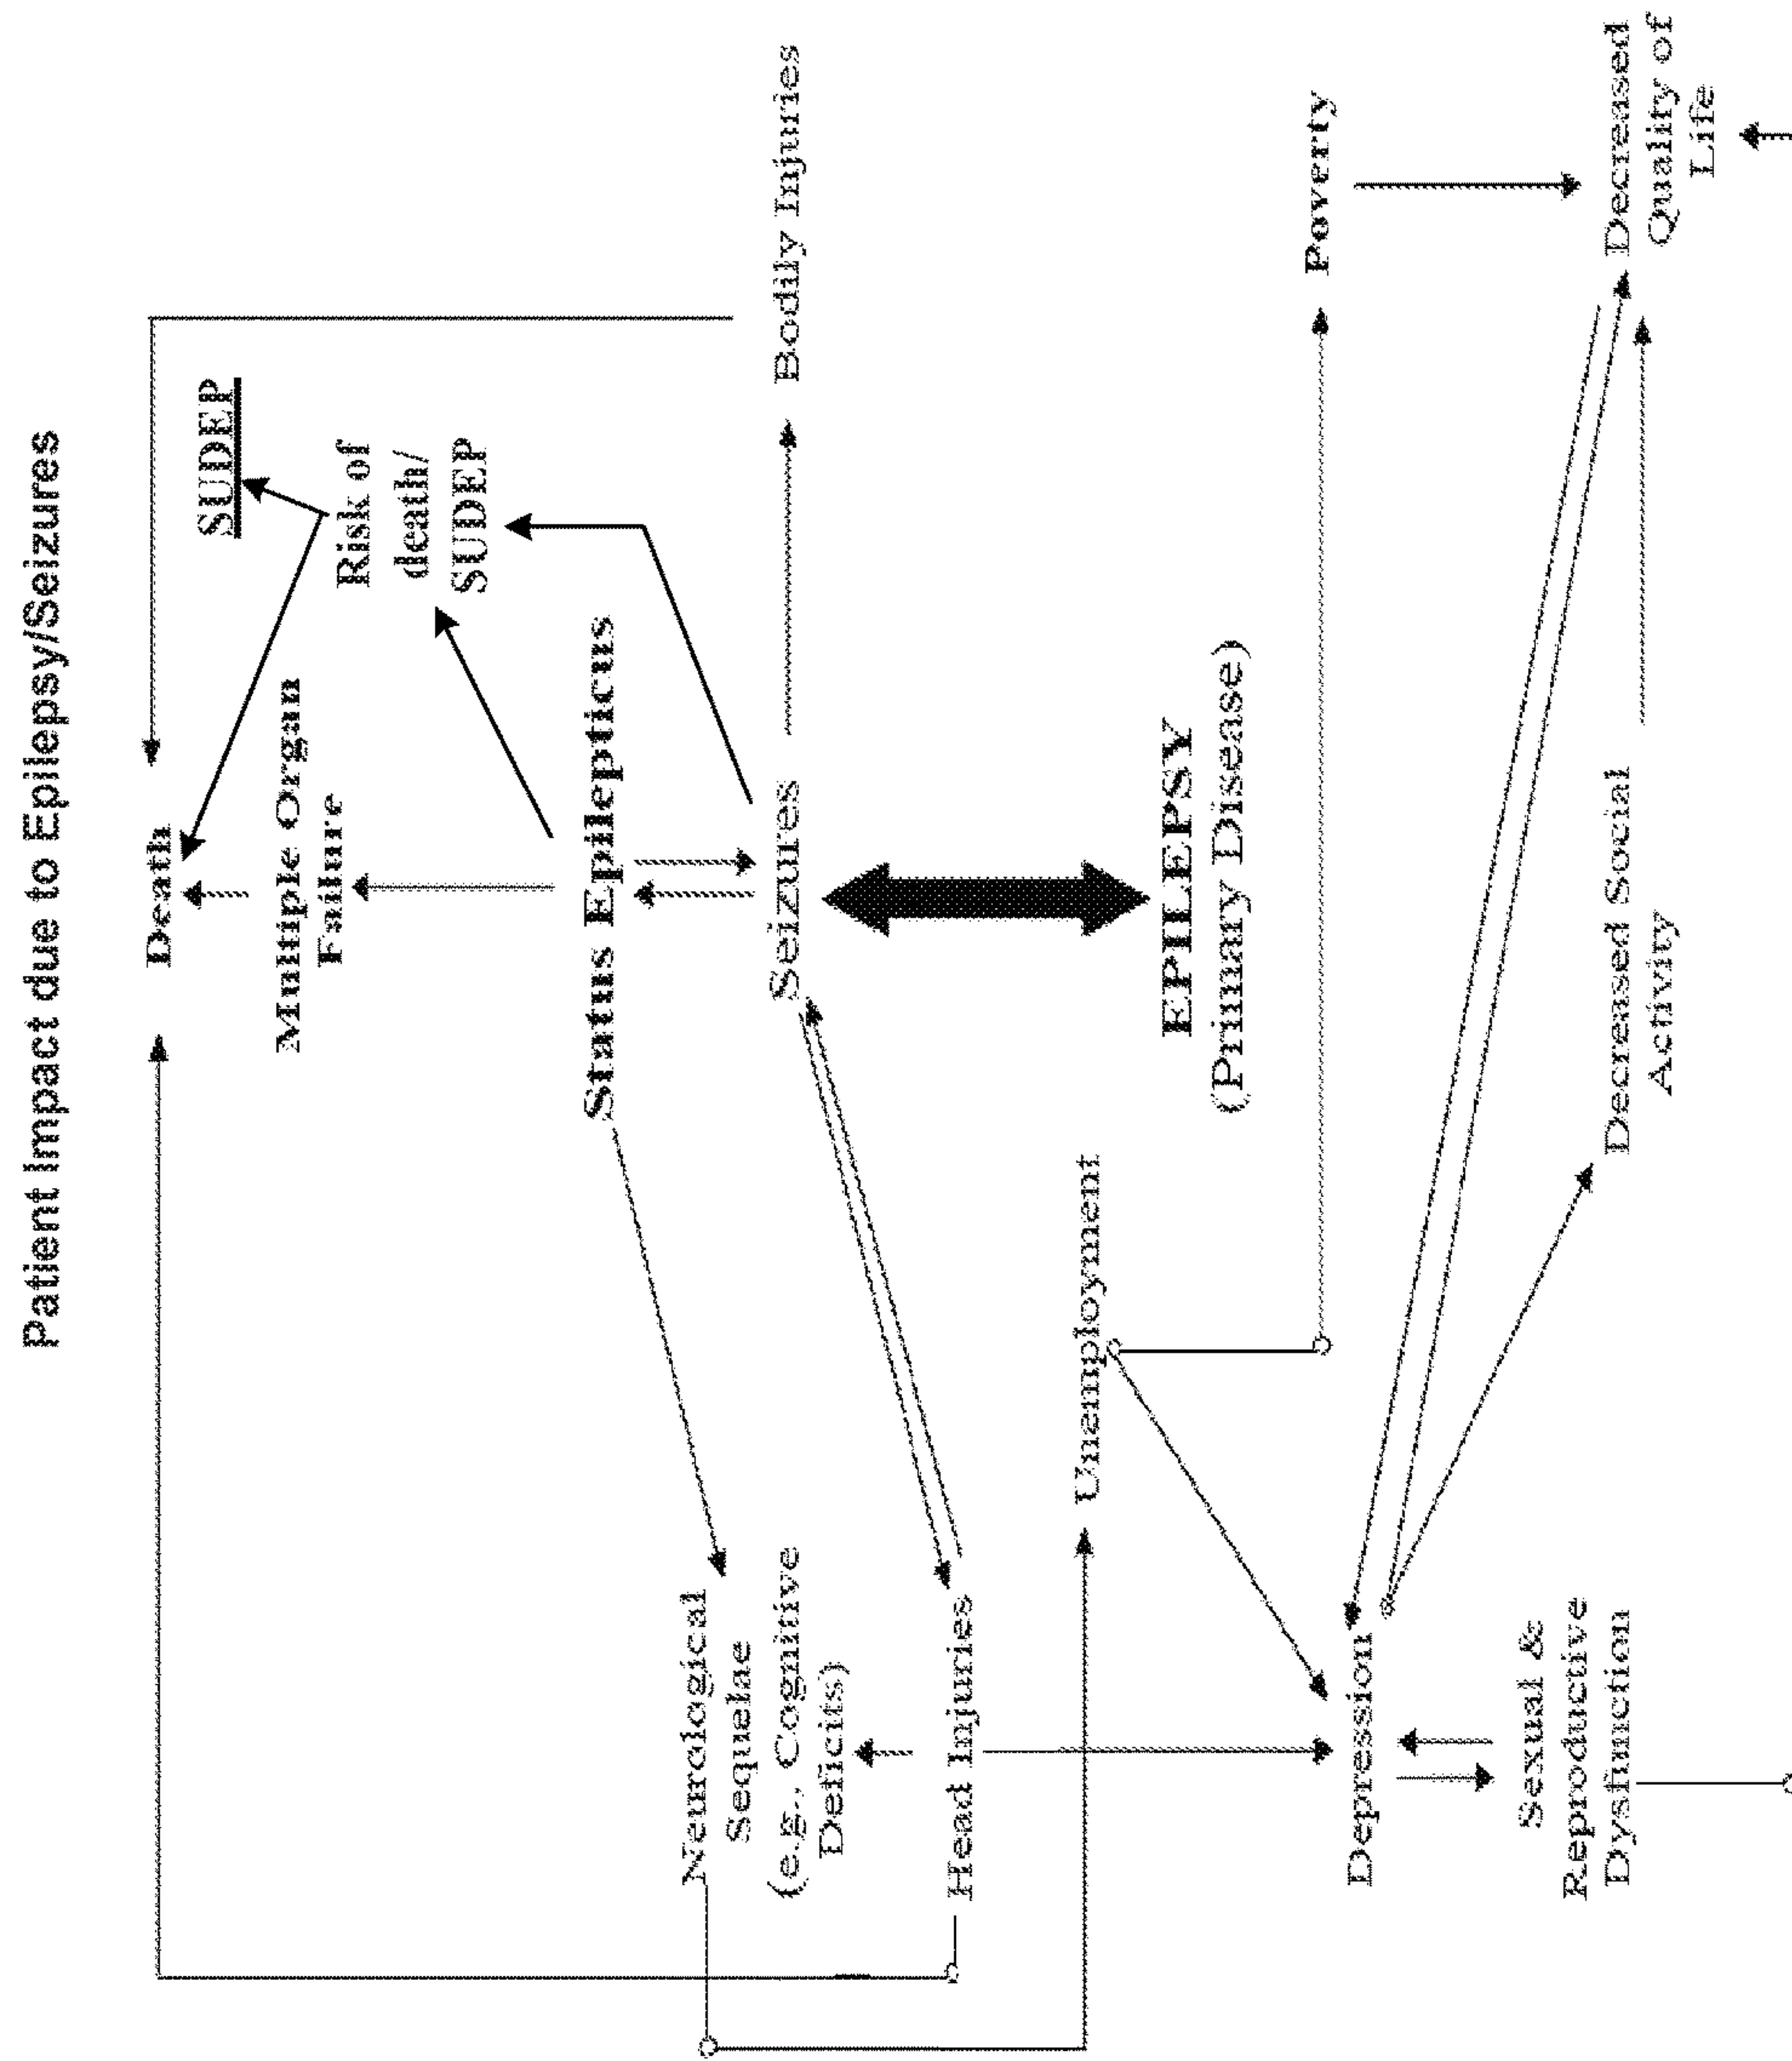 Patient Impact due to Epilepsy/Seizures
Death
SUDEP
Multiple Organ
Failure
Risk of
death/
SUDEP
Status Epilepticus
Neurological
Sequelae
(e.g., Cognitive
Deficits)
Seizures
Bodily Injuries
Head Injuries
Unemployment
EPILEPSY
(Primary Disease)
Poverty
Depression
Sexual &
Reproductive
Dysfunction
Decreased Social
Activity
Decreased
Quality of
Life